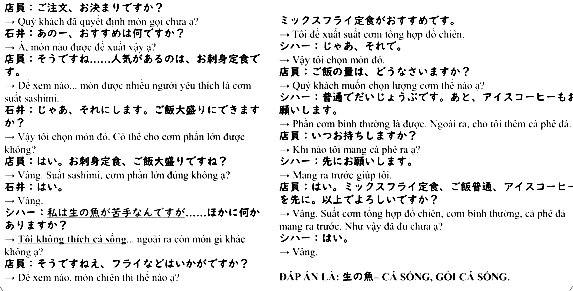 店員：ご注文、お決まりですか？
→ Quý khách đã quyết định món gọi chưa ạ?
石井：あのー、おすすめは何ですか？
→ À, món nào được đề xuất vậy ạ?
店員：そうですね……人気があるのは、お刺身定食で
す。
→ Để xem nào... món được nhiều người yêu thích là cơm
suất sashimi.
石井：じゃあ、それにします。ご飯大盛りにできます
か？
→ Vậy tôi chọn món đó. Có thể cho cơm phần lớn được
không?
店員：はい。お刺身定食、ご飯大盛りですね？
→ Vâng. Suất sashimi, cơm phần lớn đúng không ạ?
石井：はい。
→ Vâng.
シハー：私は生の魚が苦手なんですが……ほかに何か
ありますか？
→ Tôi không thích cá sống... ngoài ra còn món gì khác
không ạ?
店員：そうですねえ、フライなどはいかがですか？
→ Để xem nào, món chiên thì thế nào ạ?
ミックスフライ定食がおすすめです。
→ Tôi đề xuất suất cơm tổng hợp đồ chiên.
シハー：じゃあ、それで。
→ Vậy tôi chọn món đó.
店員：ご飯の量は、どうなさいますか？
→ Quý khách muốn chọn lượng cơm thế nào ạ?
シハー：普通でだいじょうぶです。あと、アイスコーヒーもお
願いします。
→ Phần cơm bình thường là được. Ngoài ra, cho tôi thêm cà phê đá.
店員：いつお持ちしますか？
→ Khi nào tôi mang cà phê ra ạ?
シハー：先にお願いします。
→ Mang ra trước giúp tôi.
店員：はい。ミックスフライ定食、ご飯普通、アイスコーヒー
を先に。以上でよろしいですか？
→ Vâng. Suất cơm tổng hợp đồ chiên, cơm bình thường, cà phê đá
mang ra trước. Như vậy đã đủ chưa ạ?
シハー：はい。
→ Vâng.
ĐÁP ÁN LÀ: 生の魚– CÁ SỐNG, GỎI CÁ SỐNG.